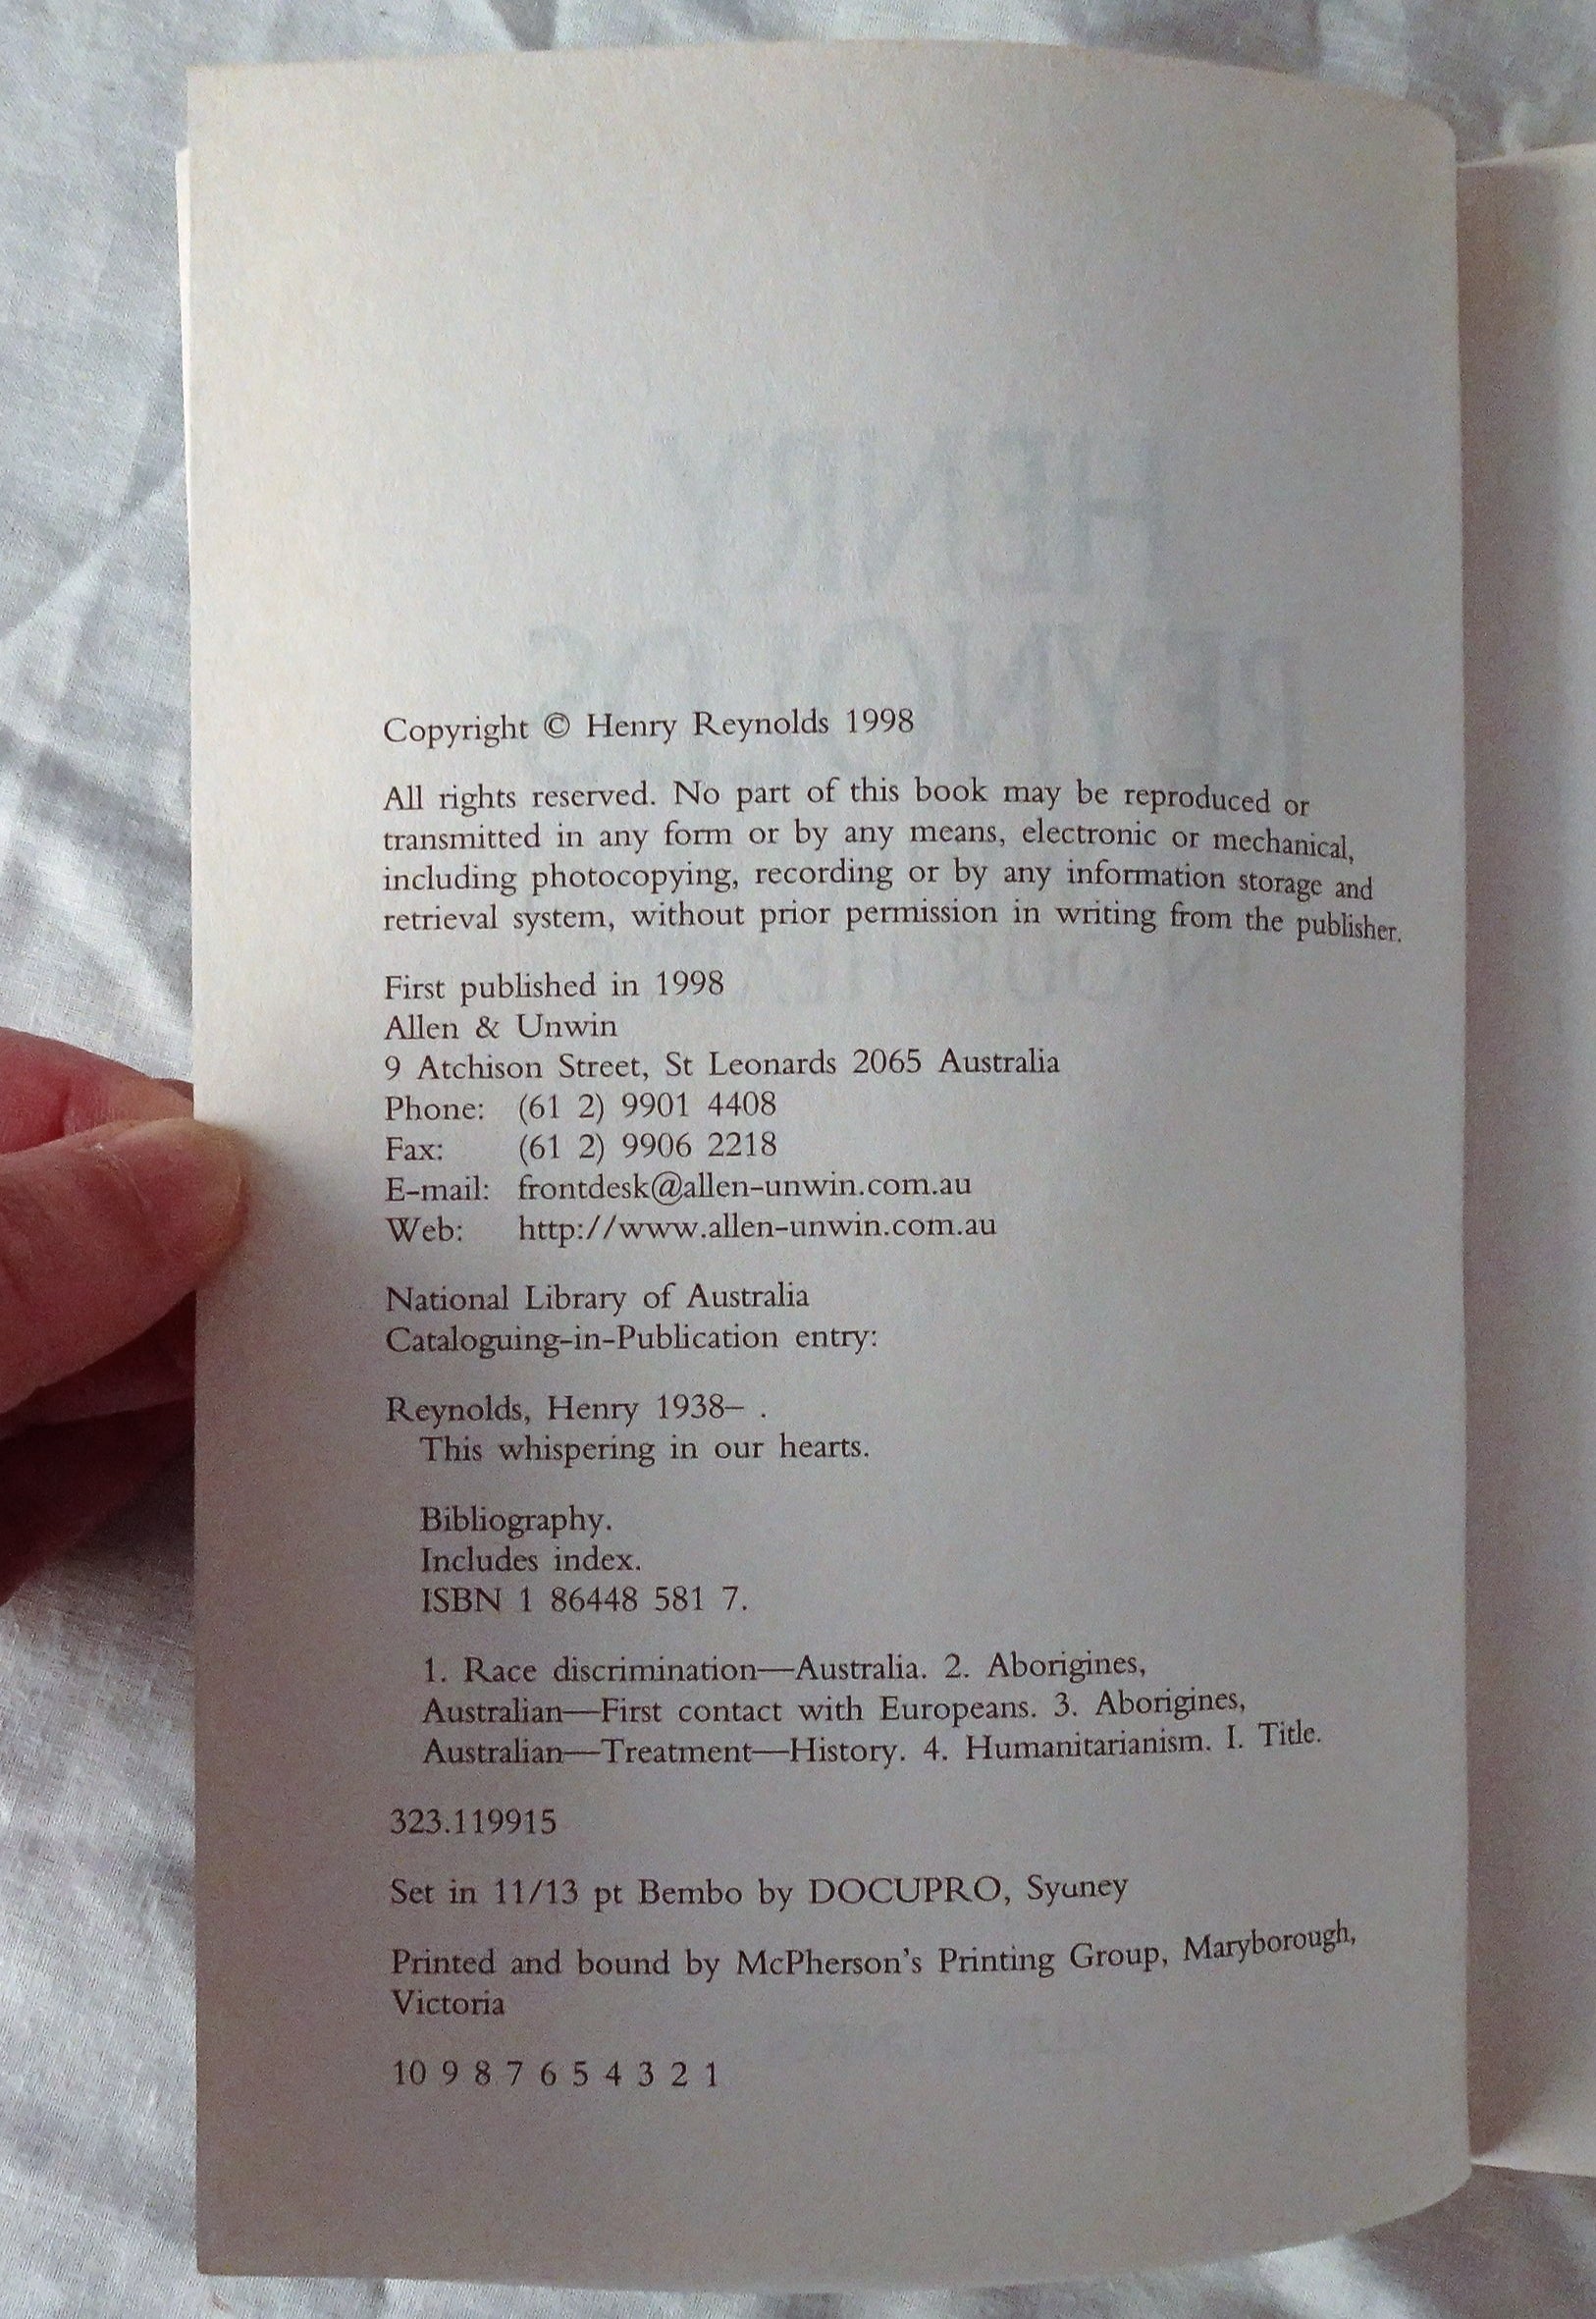 Copyright © Henry Reynolds 1998
All rights reserved. No part of this book may be reproduced or
transmitted in any form or by any means, electronic or mechanical,
including photocopying, recording or by any information storage and
retrieval system, without prior permission in writing from the publisher.
First published in 1998
Allen & Unwin
9 Atchison Street, St Leonards 2065 Australia
Phone: (61 2) 9901 4408
Fax: (61 2) 9906 2218
E-mail: frontdesk@allen-unwin.com.au
Web: http://www.allen-unwin.com.au
National Library of Australia
Cataloguing-in-Publication entry:
Reynolds, Henry 1938– .
This whispering in our hearts.
Bibliography.
Includes index.
ISBN 1 86448 581 7.
1. Race discrimination—Australia. 2. Aborigines,
Australian—First contact with Europeans. 3. Aborigines,
Australian—Treatment—History. 4. Humanitarianism. I. Title.
323.119915
Set in 11/13 pt Bembo by DOCUPRO, Sydney
Printed and bound by McPherson's Printing Group, Maryborough,
Victoria
10 9 8 7 6 5 4 3 2 1